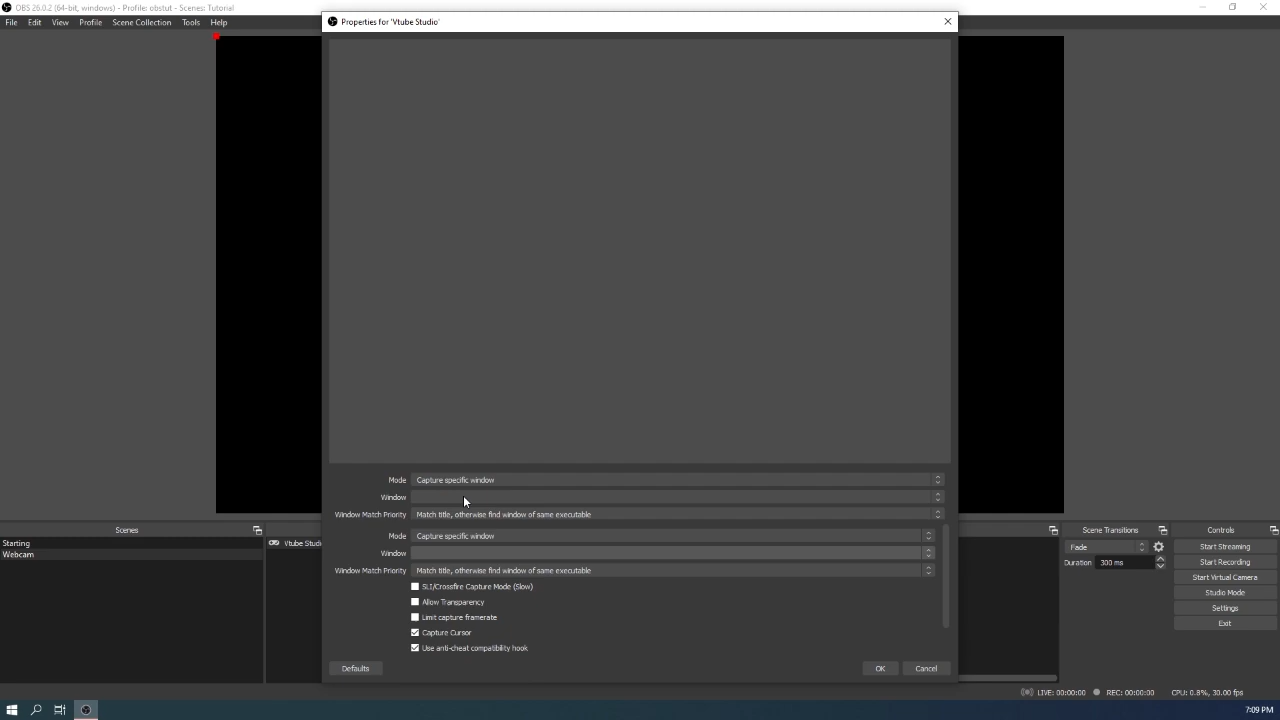 OBS 26.0.2 (64-bit, windows) - Profile: obstut - Scenes: Tutorial
File Edit View Profile Scene Collection Tools Help
Properties for 'Vtube Studio'
Mode Capture specific window
Window
Window Match Priority Match title, otherwise find window of same executable
Mode Capture specific window
Window
Window Match Priority Match title, otherwise find window of same executable
SLI/Crossfire Capture Mode (Slow)
Allow Transparency
Limit capture framerate
Capture Cursor
Use anti-cheat compatibility hook
Defaults OK Cancel
Scenes
Starting
Webcam
Vtube Studi
Scene Transitions
Fade
Duration 300 ms
Controls
Start Streaming
Start Recording
Start Virtual Camera
Studio Mode
Settings
Exit
LIVE: 00:00:00 REC: 00:00:00 CPU: 0.8%, 30.00 fps
7:09 PM